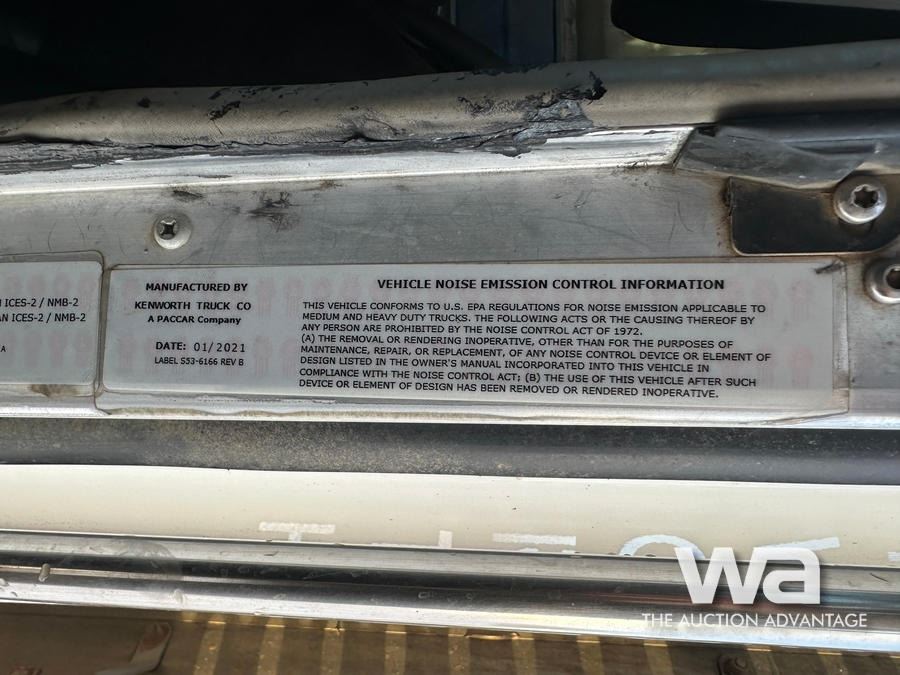 ICES-2 / NMB-2
AN ICES-2 / NMB-2
A
MANUFACTURED BY
KENWORTH TRUCK CO
A PACCAR Company
DATE: 01/2021
LABEL S53-6166 REV B
VEHICLE NOISE EMISSION CONTROL INFORMATION
THIS VEHICLE CONFORMS TO U.S. EPA REGULATIONS FOR NOISE EMISSION APPLICABLE TO
MEDIUM AND HEAVY DUTY TRUCKS. THE FOLLOWING ACTS OR THE CAUSING THEREOF BY
ANY PERSON ARE PROHIBITED BY THE NOISE CONTROL ACT OF 1972.
(A) THE REMOVAL OR RENDERING INOPERATIVE, OTHER THAN FOR THE PURPOSES OF
MAINTENANCE, REPAIR, OR REPLACEMENT, OF ANY NOISE CONTROL DEVICE OR ELEMENT OF
DESIGN LISTED IN THE OWNER'S MANUAL INCORPORATED INTO THIS VEHICLE IN
COMPLIANCE WITH THE NOISE CONTROL ACT; (B) THE USE OF THIS VEHICLE AFTER SUCH
DEVICE OR ELEMENT OF DESIGN HAS BEEN REMOVED OR RENDERED INOPERATIVE.
wa
THE AUCTION ADVANTAGE